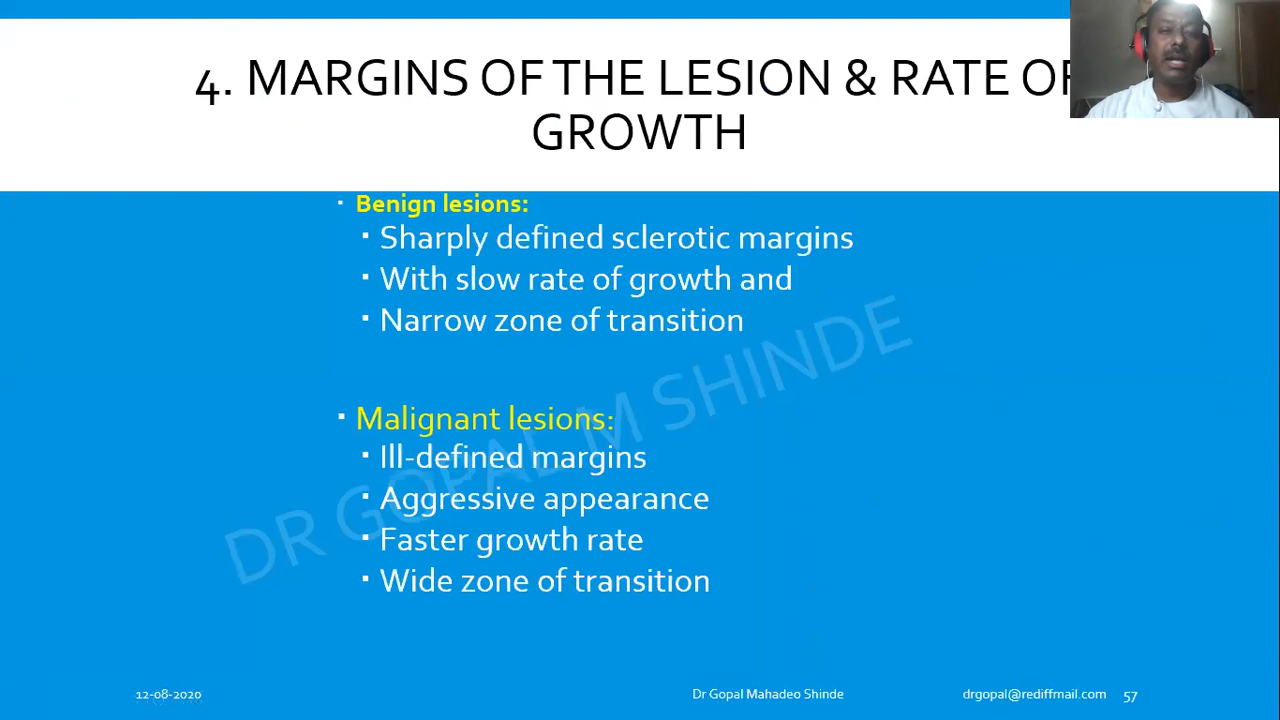 4. MARGINS OF THE LESION & RATE OF
GROWTH
▪ Benign lesions:
▪ Sharply defined sclerotic margins
▪ With slow rate of growth and
▪ Narrow zone of transition
▪ Malignant lesions:
▪ Ill-defined margins
▪ Aggressive appearance
▪ Faster growth rate
▪ Wide zone of transition
DR GOPAL M SHINDE
12-08-2020 Dr Gopal Mahadeo Shinde drgopal@rediffmail.com 57